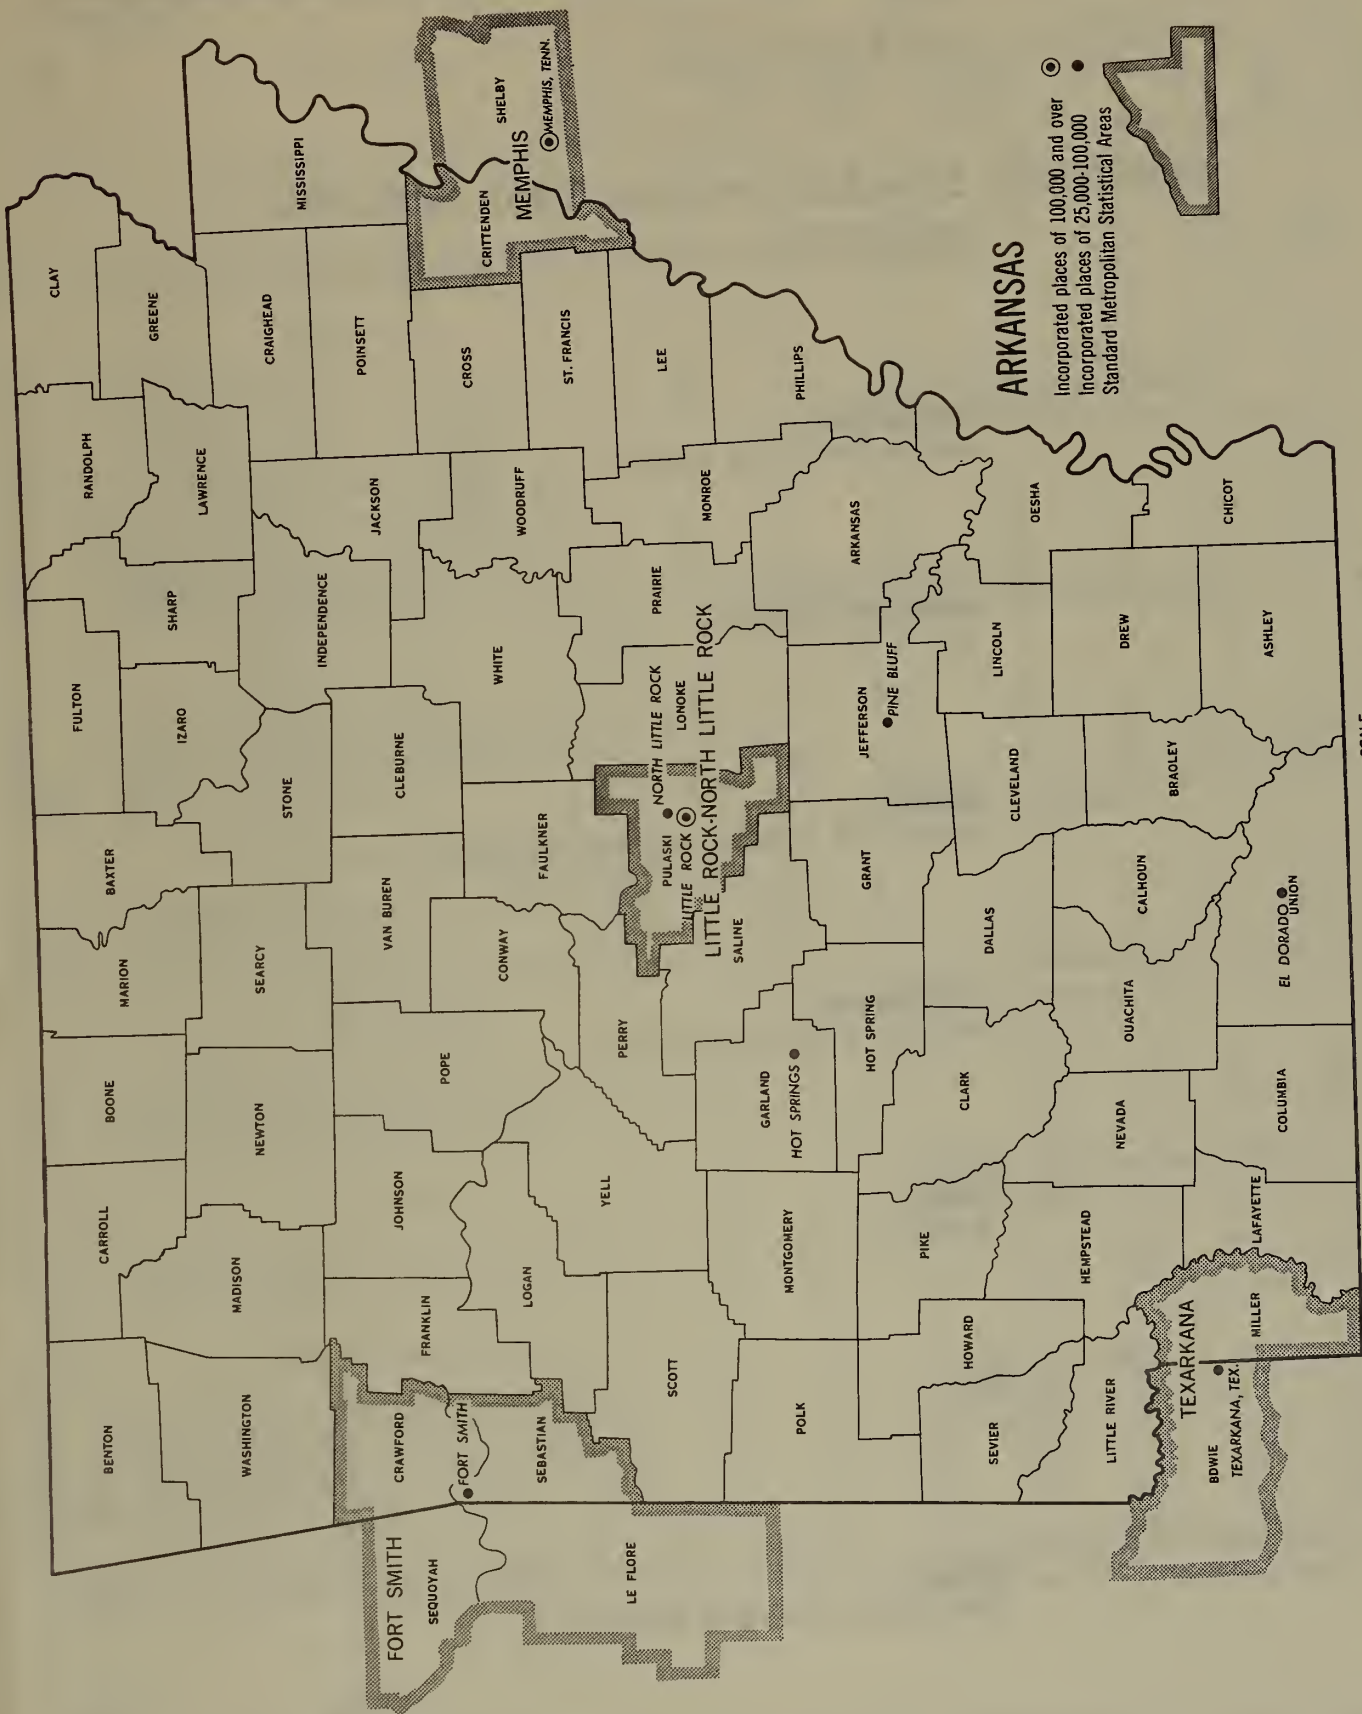 BENTON
CARROLL
BOONE
MARION
BAXTER
FULTON
RANDOLPH
CLAY
WASHINGTON
MADISON
NEWTON
SEARCY
STONE
IZARO
SHARP
LAWRENCE
GREENE
CRAWFORD
FRANKLIN
JOHNSON
POPE
VAN BUREN
CLEBURNE
INDEPENDENCE
JACKSON
CRAIGHEAD
POINSETT
MISSISSIPPI
FORT SMITH
SEQUOYAH
FORT SMITH
SEBASTIAN
LOGAN
CONWAY
FAULKNER
WHITE
WOODRUFF
CROSS
CRITTENDEN
SHELBY
MEMPHIS
MEMPHIS, TENN.
LE FLORE
SCOTT
YELL
PERRY
PULASKI
NORTH LITTLE ROCK
LITTLE ROCK
LONOKE
LITTLE ROCK-NORTH LITTLE ROCK
SALINE
PRAIRIE
MONROE
ST. FRANCIS
LEE
PHILLIPS
POLK
MONTGOMERY
GARLAND
HOT SPRINGS
HOT SPRING
GRANT
JEFFERSON
PINE BLUFF
ARKANSAS
SEVIER
HOWARD
PIKE
CLARK
DALLAS
CLEVELAND
LINCOLN
OESHA
LITTLE RIVER
HEMPSTEAD
NEVADA
OUACHITA
CALHOUN
BRAOLEY
DREW
CHICOT
TEXARKANA
BDWIE
TEXARKANA, TEX.
MILLER
LAFAYETTE
COLUMBIA
EL DORADO
UNION
ASHLEY
ARKANSAS
Incorporated places of 100,000 and over
Incorporated places of 25,000-100,000
Standard Metropolitan Statistical Areas